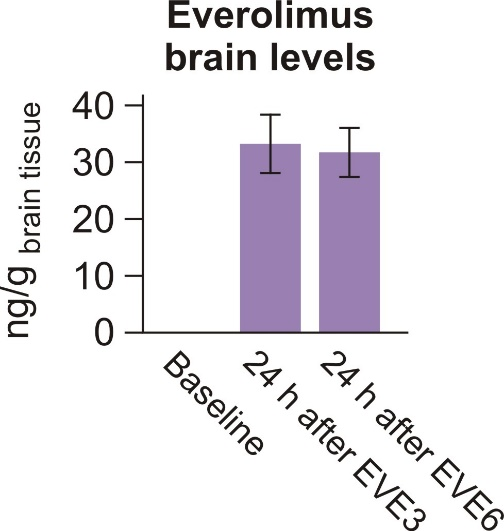 Everolimus
brain levels
ng/g brain tissue
40
30
20
10
0
Baseline
24 h after EVE3
24 h after EVE6